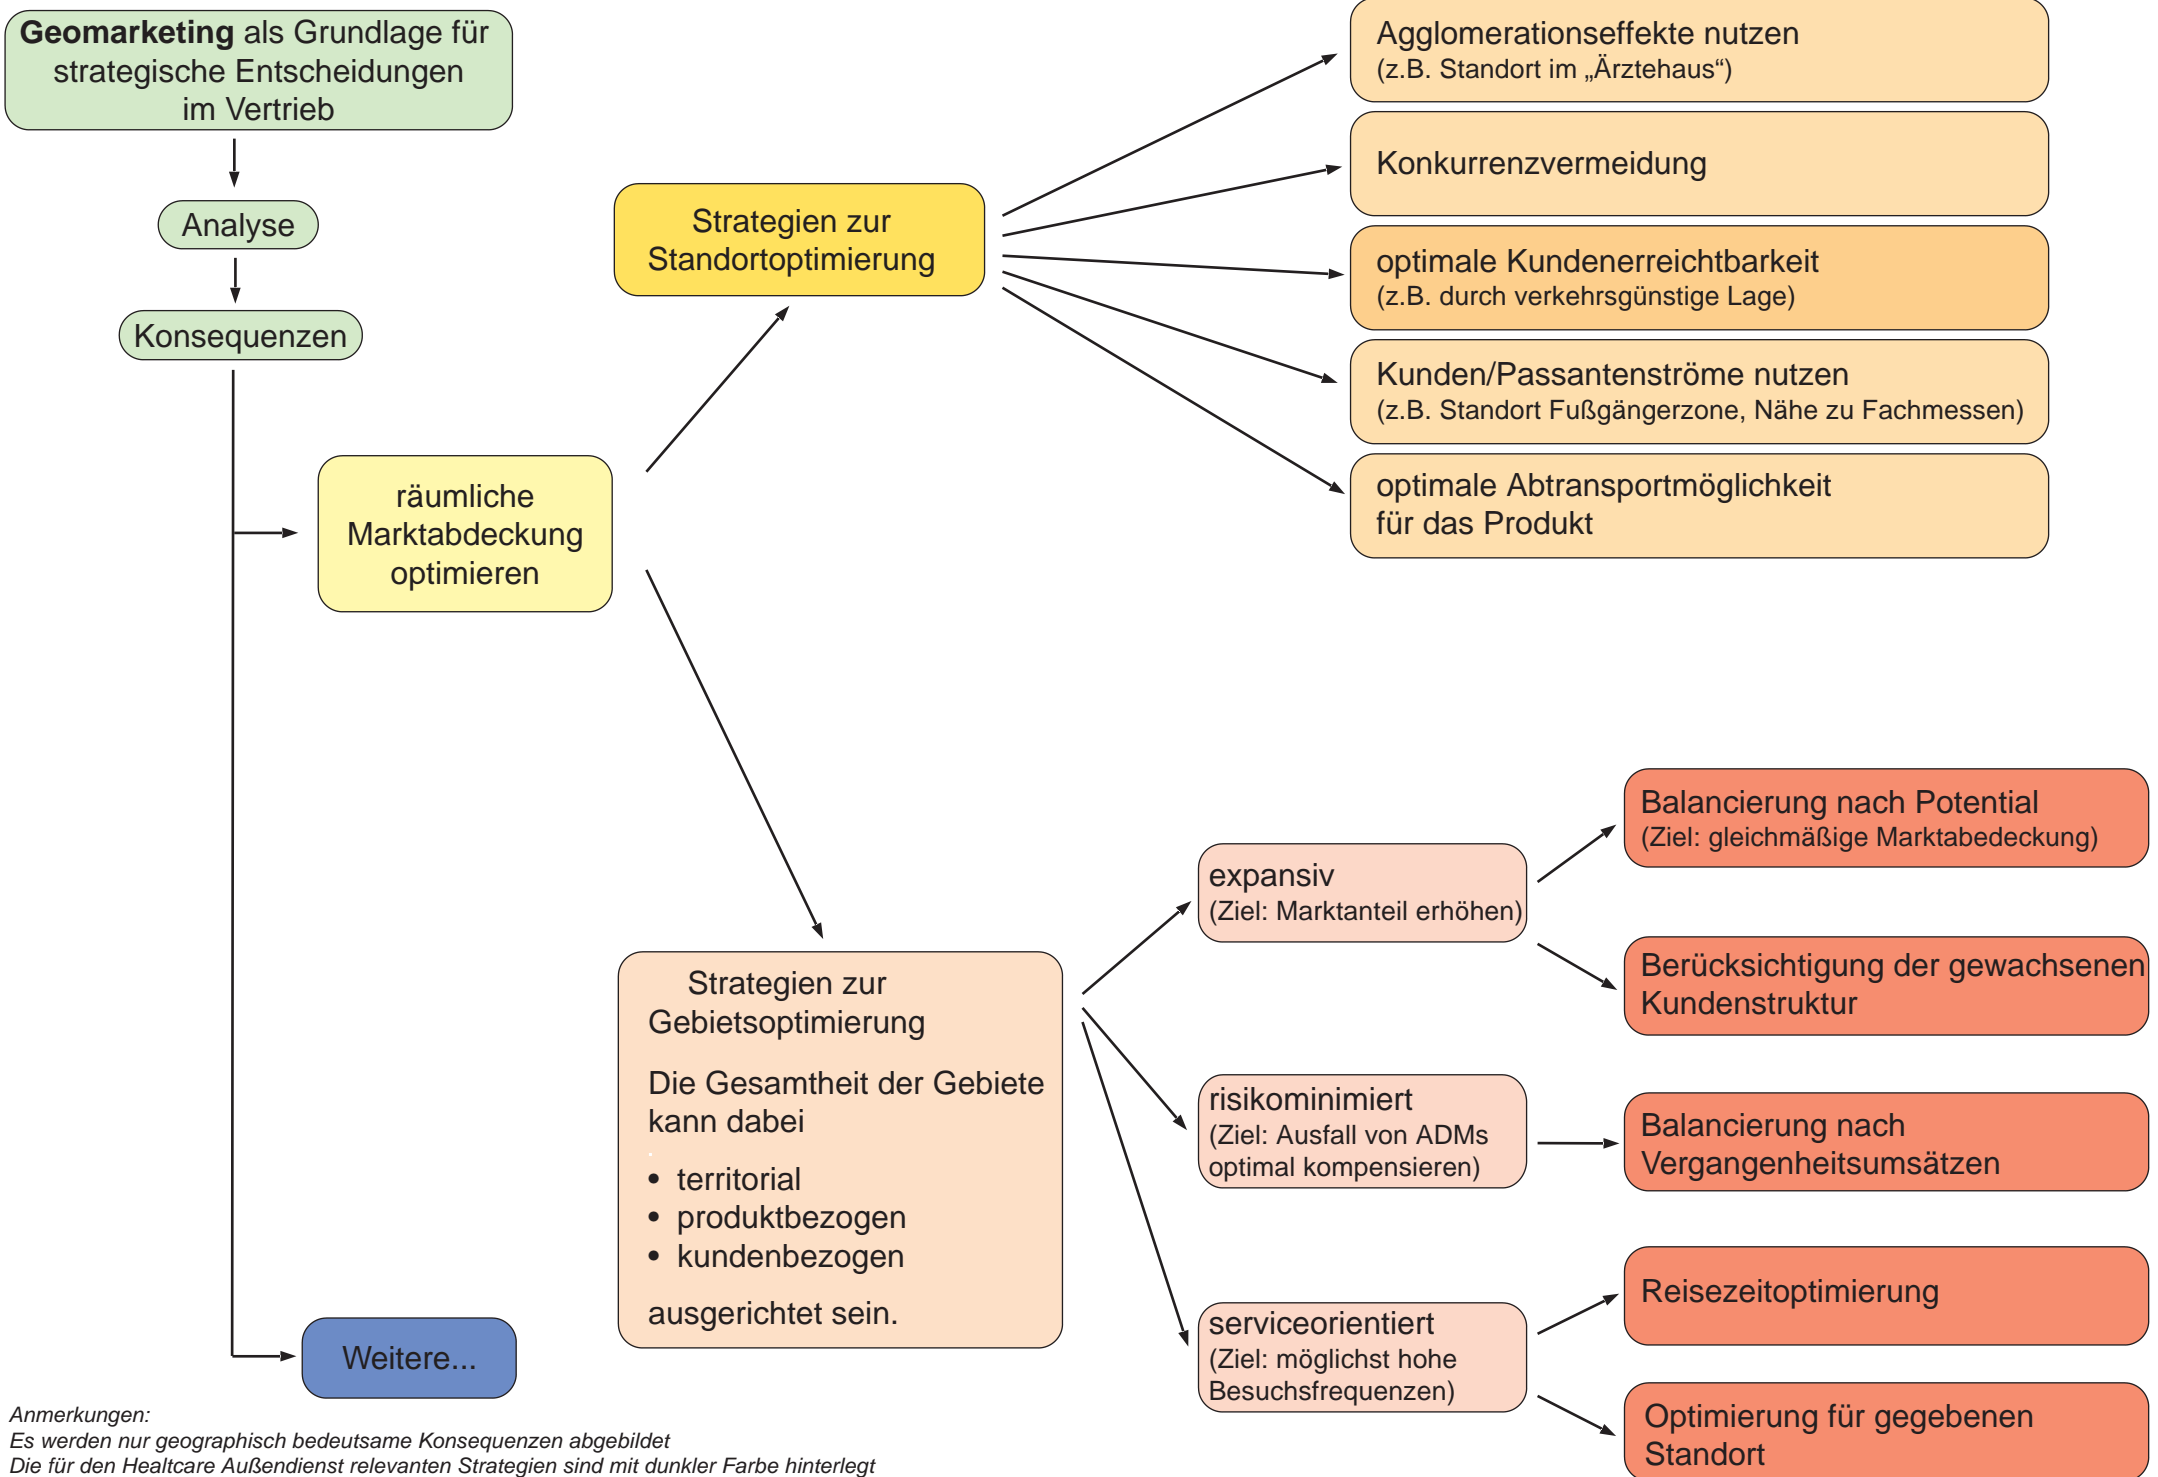 Geomarketing als Grundlage für
strategische Entscheidungen
im Vertrieb
Analyse
Konsequenzen
räumliche
Marktabdeckung
optimieren
Weitere...
Strategien zur
Standortoptimierung
Agglomerationseffekte nutzen
(z.B. Standort im „Ärztehaus“)
Konkurrenzvermeidung
optimale Kundenerreichtbarkeit
(z.B. durch verkehrsgünstige Lage)
Kunden/Passantenströme nutzen
(z.B. Standort Fußgängerzone, Nähe zu Fachmessen)
optimale Abtransportmöglichkeit
für das Produkt
Strategien zur
Gebietsoptimierung
Die Gesamtheit der Gebiete
kann dabei
• territorial
• produktbezogen
• kundenbezogen
ausgerichtet sein.
expansiv
(Ziel: Marktanteil erhöhen)
Balancierung nach Potential
(Ziel: gleichmäßige Marktabedeckung)
Berücksichtigung der gewachsenen
Kundenstruktur
risikominimiert
(Ziel: Ausfall von ADMs
optimal kompensieren)
Balancierung nach
Vergangenheitsumsätzen
serviceorientiert
(Ziel: möglichst hohe
Besuchsfrequenzen)
Reisezeitoptimierung
Optimierung für gegebenen
Standort
Anmerkungen:
Es werden nur geographisch bedeutsame Konsequenzen abgebildet
Die für den Healtcare Außendienst relevanten Strategien sind mit dunkler Farbe hinterlegt